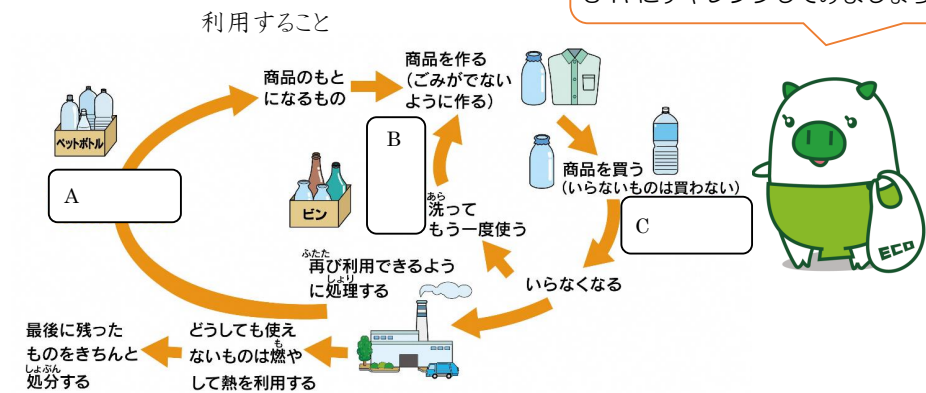 利用すること
商品のもと
になるもの
商品を作る
(ごみがでない
ように作る)
ペットボトル
A
B
ビン
あら
洗って
もう一度使う
商品を買う
(いらないものは買わない)
C
ECO
いらなくなる
ふたた
再び利用できるよう
しょり
に処理する
どうしても使え
も
ないものは燃や
して熱を利用する
最後に残った
ものをきちんと
しょぶん
処分する